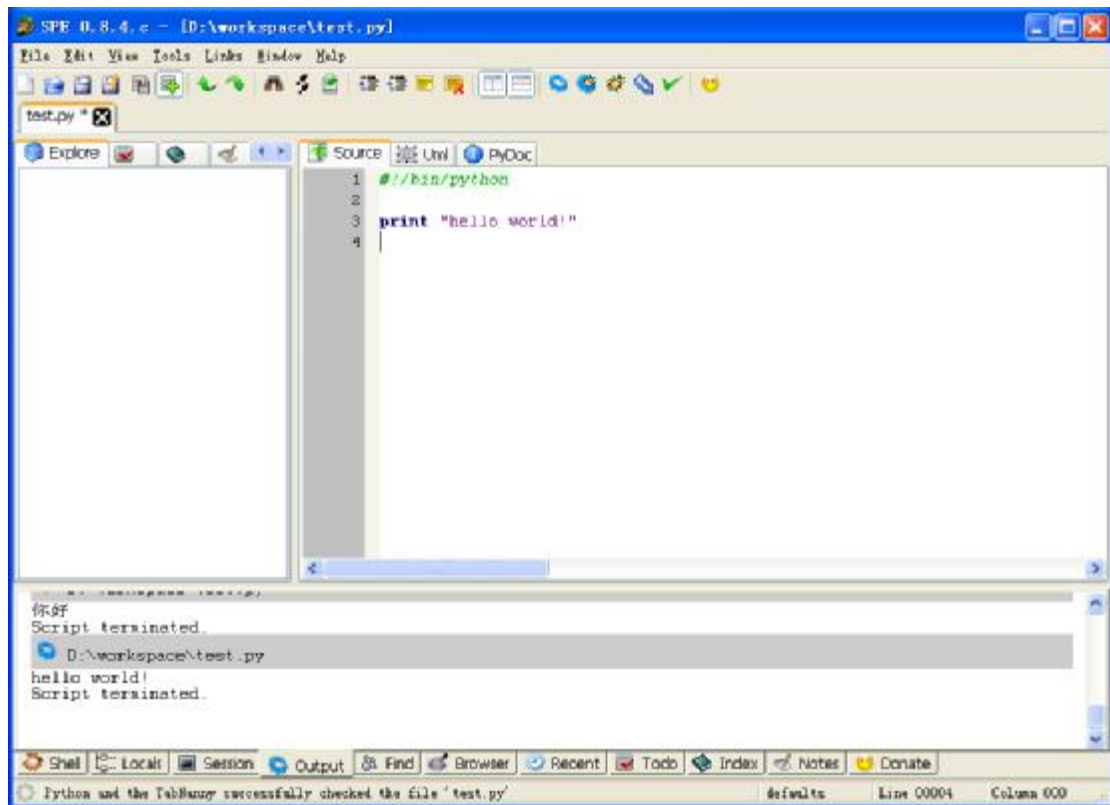 SPE 0.8.4.c - [D:\workspace\test.py]
File Edit View Tools Links Window Help
test.py *
Explore
Source Uml PyDoc
1 #!/bin/python
2
3 print "hello world!"
4
你好
Script terminated.
D:\workspace\test.py
hello world!
Script terminated.
Shell Locals Session Output Find Browser Recent Todo Index Notes Donate
Python and the TabNanny successfully checked the file 'test.py' defaults Line 00004 Column 000